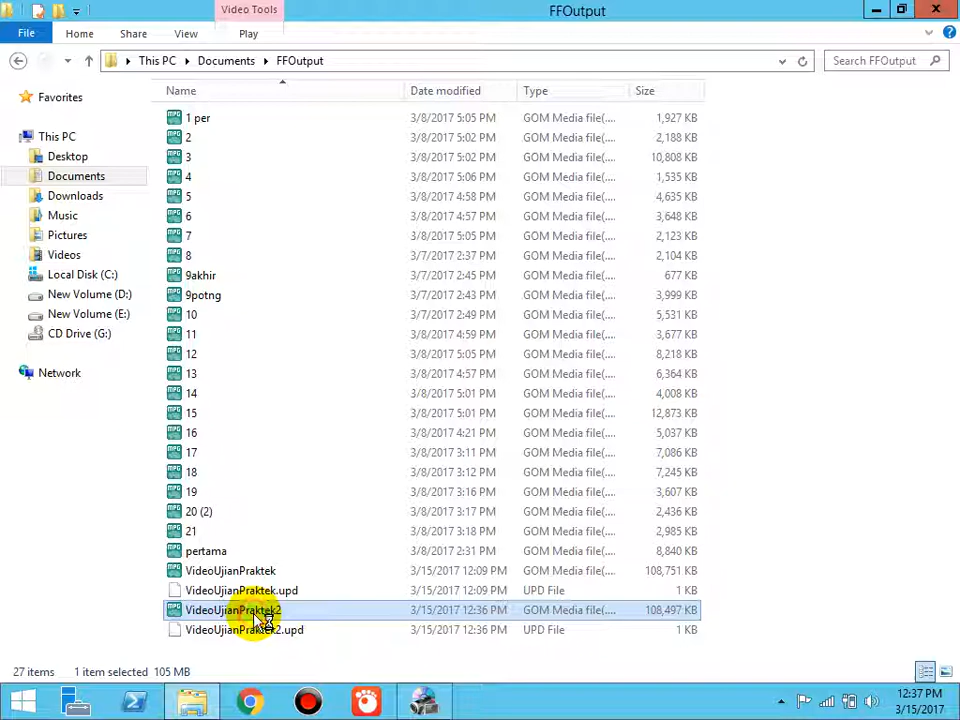 Video Tools
FFOutput
File Home Share View Play
This PC Documents FFOutput Search FFOutput
Name Date modified Type Size
Favorites
This PC
Desktop
Documents
Downloads
Music
Pictures
Videos
Local Disk (C:)
New Volume (D:)
New Volume (E:)
CD Drive (G:)
Network
1 per 3/8/2017 5:05 PM GOM Media file(.... 1,927 KB
2 3/8/2017 5:02 PM GOM Media file(.... 2,188 KB
3 3/8/2017 5:02 PM GOM Media file(.... 10,808 KB
4 3/8/2017 5:06 PM GOM Media file(.... 1,535 KB
5 3/8/2017 4:58 PM GOM Media file(.... 4,635 KB
6 3/8/2017 4:57 PM GOM Media file(.... 3,648 KB
7 3/8/2017 5:05 PM GOM Media file(.... 2,123 KB
8 3/7/2017 2:37 PM GOM Media file(.... 2,104 KB
9akhir 3/7/2017 2:45 PM GOM Media file(.... 677 KB
9potng 3/7/2017 2:43 PM GOM Media file(.... 3,999 KB
10 3/7/2017 2:49 PM GOM Media file(.... 5,531 KB
11 3/8/2017 4:59 PM GOM Media file(.... 3,677 KB
12 3/8/2017 5:05 PM GOM Media file(.... 8,218 KB
13 3/8/2017 4:57 PM GOM Media file(.... 6,364 KB
14 3/8/2017 5:01 PM GOM Media file(.... 4,008 KB
15 3/8/2017 5:01 PM GOM Media file(.... 12,873 KB
16 3/8/2017 4:21 PM GOM Media file(.... 5,037 KB
17 3/8/2017 3:11 PM GOM Media file(.... 7,086 KB
18 3/8/2017 3:12 PM GOM Media file(.... 7,245 KB
19 3/8/2017 3:16 PM GOM Media file(.... 3,607 KB
20 (2) 3/8/2017 3:17 PM GOM Media file(.... 2,436 KB
21 3/8/2017 3:18 PM GOM Media file(.... 2,985 KB
pertama 3/8/2017 2:31 PM GOM Media file(.... 8,840 KB
VideoUjianPraktek 3/15/2017 12:09 PM GOM Media file(.... 108,751 KB
VideoUjianPraktek.upd 3/15/2017 12:09 PM UPD File 1 KB
VideoUjianPraktek2 3/15/2017 12:36 PM GOM Media file(.... 108,497 KB
VideoUjianPraktek2.upd 3/15/2017 12:36 PM UPD File 1 KB
27 items 1 item selected 105 MB
12:37 PM
3/15/2017